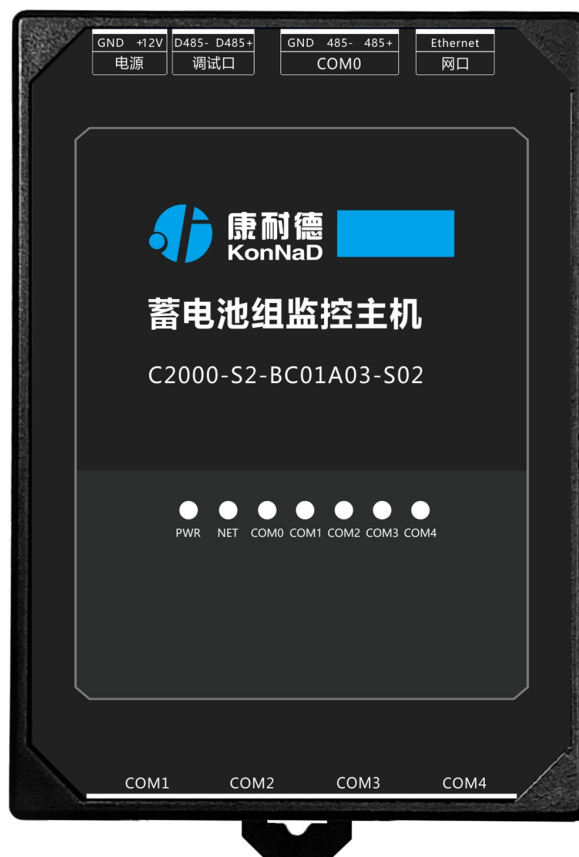 GND +12V D485- D485+ GND 485- 485+ Ethernet
电源 调试口 COM0 网口
康耐德
KonNaD
蓄电池组监控主机
C2000-S2-BC01A03-S02
PWR NET COM0 COM1 COM2 COM3 COM4
COM1 COM2 COM3 COM4